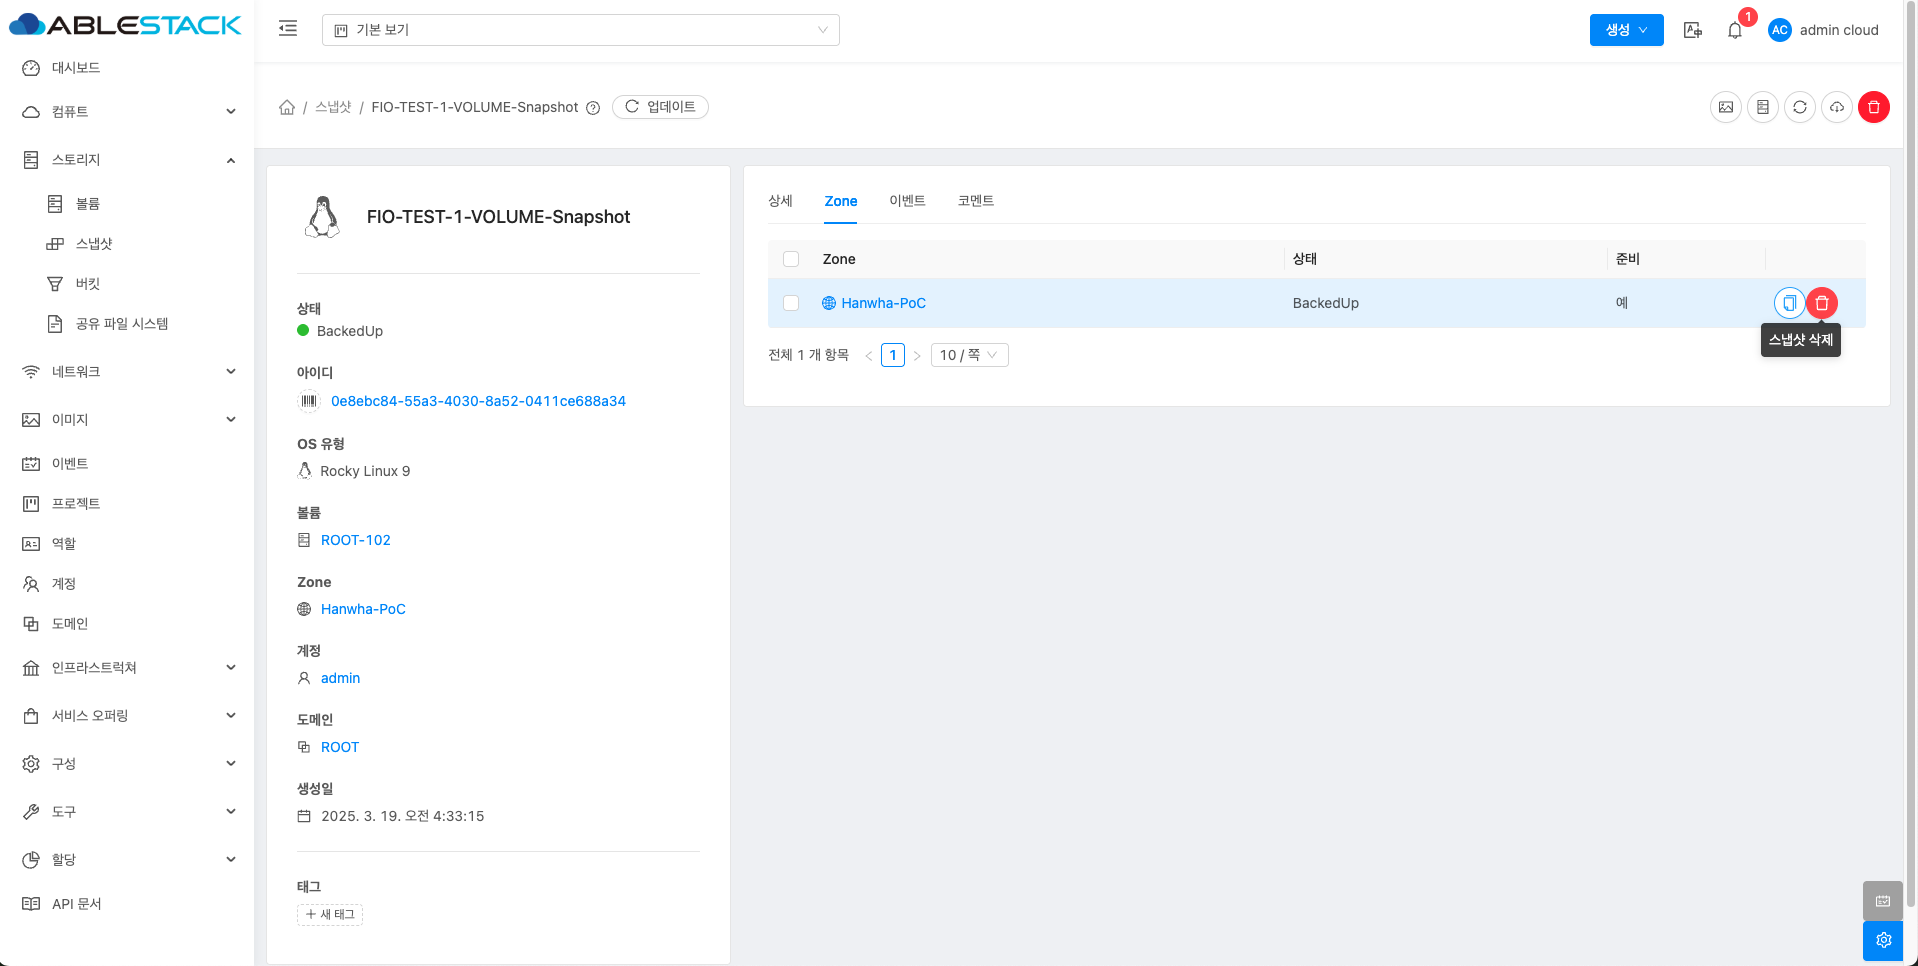 ABLESTACK
기본 보기
생성
1
AC
admin cloud
대시보드
컴퓨트
스토리지
볼륨
스냅샷
버킷
공유 파일 시스템
네트워크
이미지
이벤트
프로젝트
역할
계정
도메인
인프라스트럭쳐
서비스 오퍼링
구성
도구
할당
API 문서
/ 스냅샷 / FIO-TEST-1-VOLUME-Snapshot
업데이트
FIO-TEST-1-VOLUME-Snapshot
상태
BackedUp
아이디
0e8ebc84-55a3-4030-8a52-0411ce688a34
OS 유형
Rocky Linux 9
볼륨
ROOT-102
Zone
Hanwha-PoC
계정
admin
도메인
ROOT
생성일
2025. 3. 19. 오전 4:33:15
태그
+ 새 태그
상세 Zone 이벤트 코멘트
Zone 상태 준비
Hanwha-PoC BackedUp 예
스냅샷 삭제
전체 1 개 항목 < 1 > 10 / 쪽